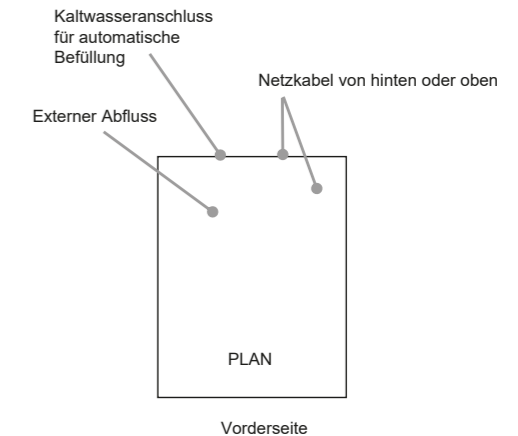 Kaltwasseranschluss
für automatische
Befüllung
Netzkabel von hinten oder oben
Externer Abfluss
PLAN
Vorderseite